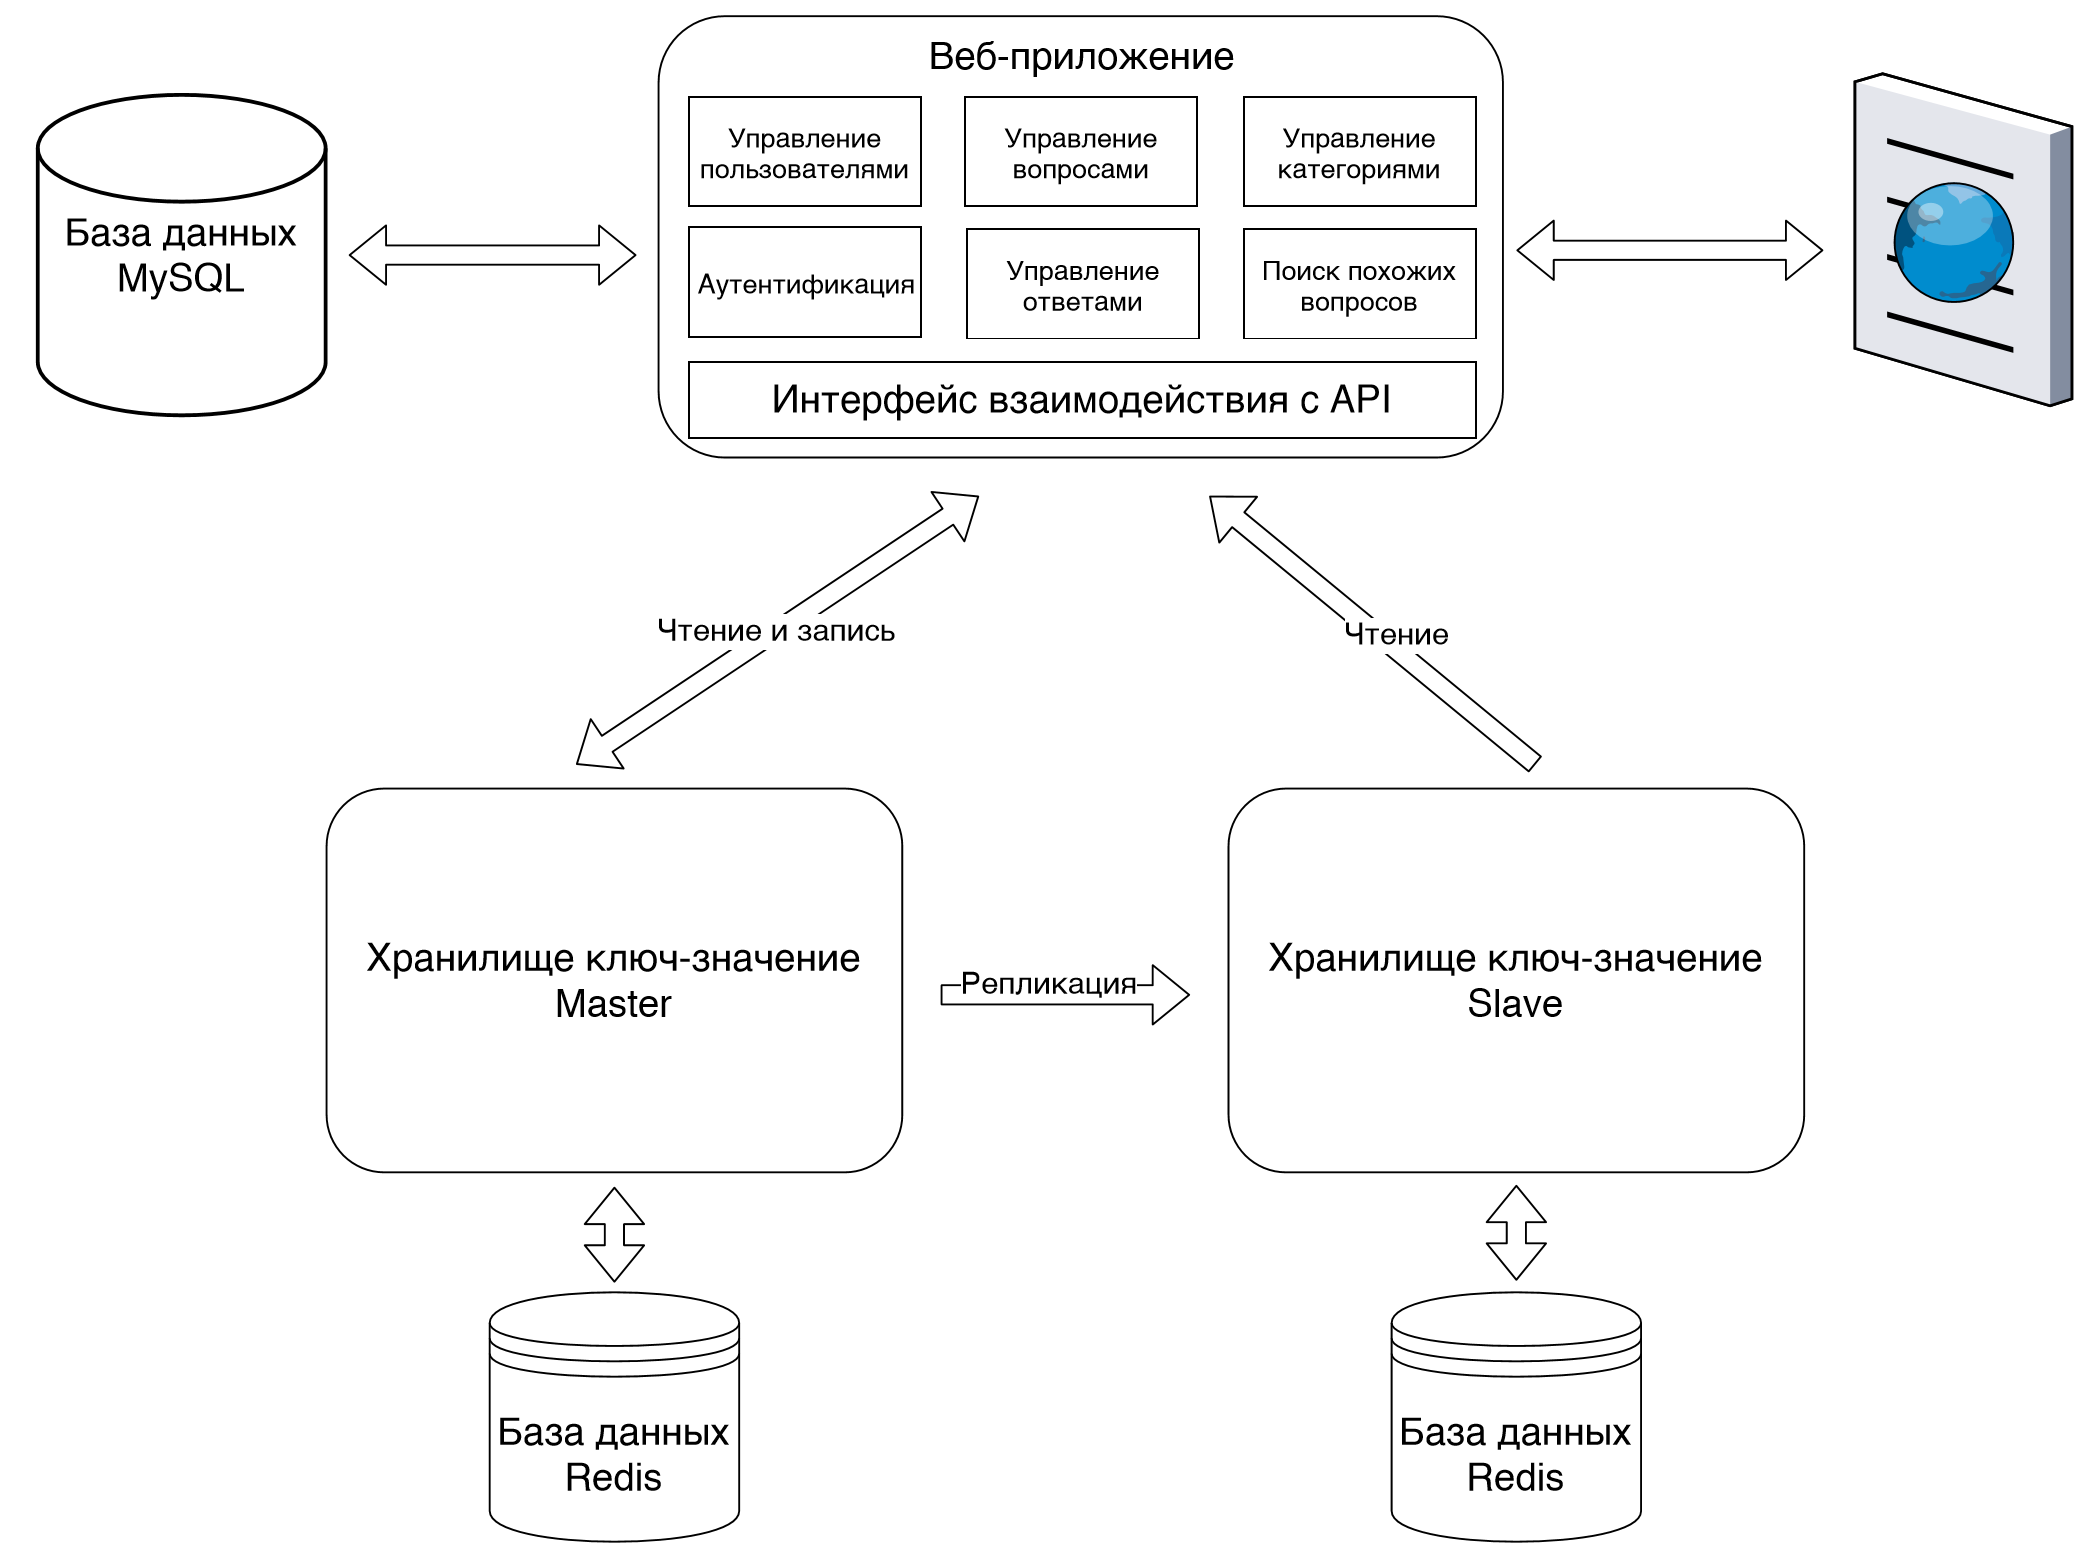 Веб-приложение
Управление
пользователями
Управление
вопросами
Управление
категориями
База данных
MySQL
Аутентификация
Управление
ответами
Поиск похожих
вопросов
Интерфейс взаимодействия с API
Чтение и запись
Чтение
Хранилище ключ-значение
Master
Репликация
Хранилище ключ-значение
Slave
База данных
Redis
База данных
Redis